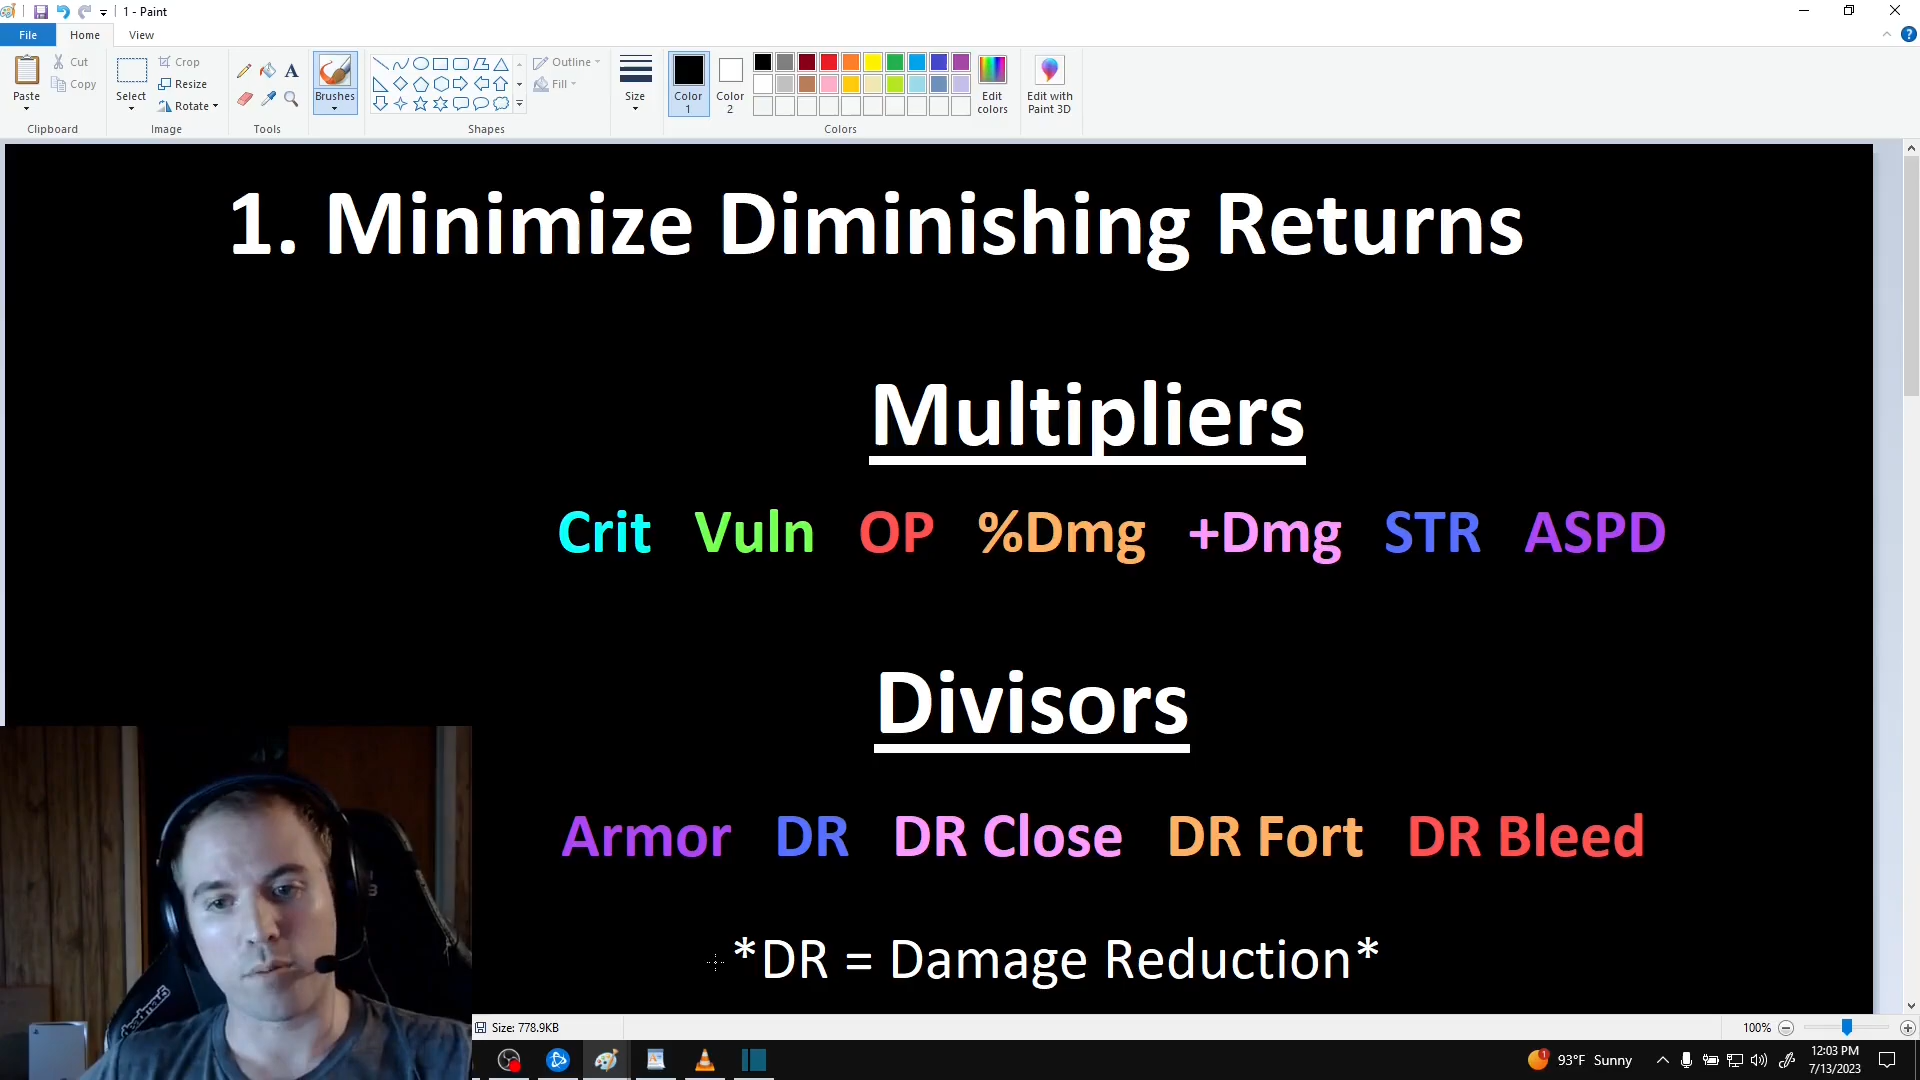 1 - Paint
File Home View
Paste
Cut
Copy
Clipboard
Select
Crop
Resize
Rotate
Image
Tools
Brushes
Shapes
Outline
Fill
Size
Color 1
Color 2
Colors
Edit colors
Edit with Paint 3D
1. Minimize Diminishing Returns
Multipliers
Crit Vuln OP %Dmg +Dmg STR ASPD
Divisors
Armor DR DR Close DR Fort DR Bleed
*DR = Damage Reduction*
Size: 778.9KB
100%
93°F Sunny
12:03 PM
7/13/2023